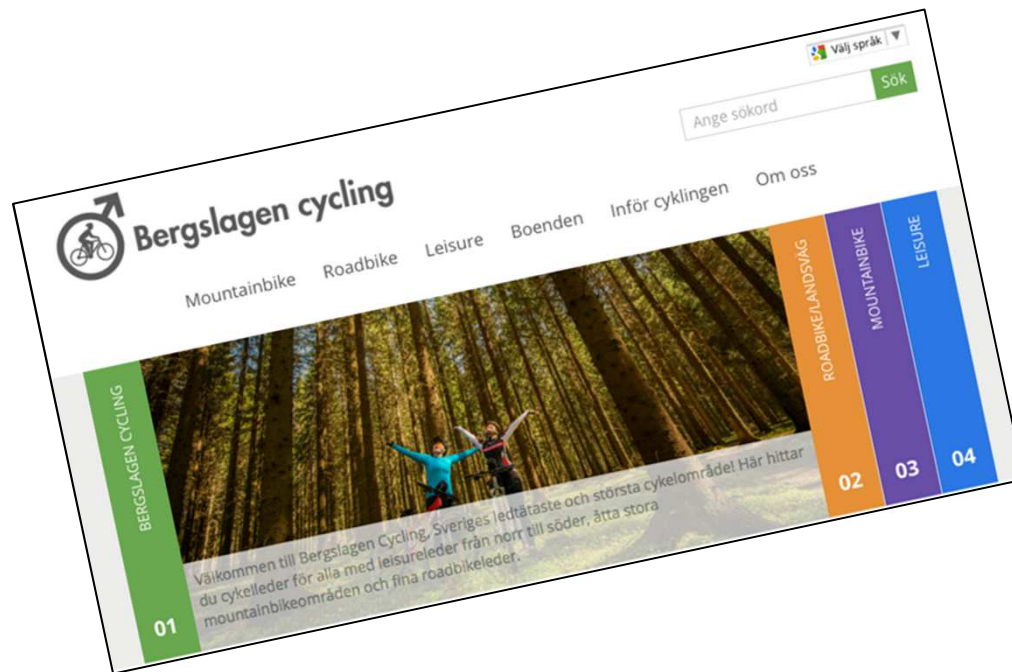 Välj språk
Ange sökord
Sök
Bergslagen cycling
Mountainbike Roadbike Leisure Boenden Inför cyklingen Om oss
BERGSLAGEN CYCLING
01
Välkommen till Bergslagen Cycling, Sveriges ledtätaste och största cykelområde! Här hittar
du cykelleder för alla med leisureleder från norr till söder, åtta stora
mountainbikeområden och fina roadbikeleder.
ROADBIKE/LANDSVÄG
02
MOUNTAINBIKE
03
LEISURE
04